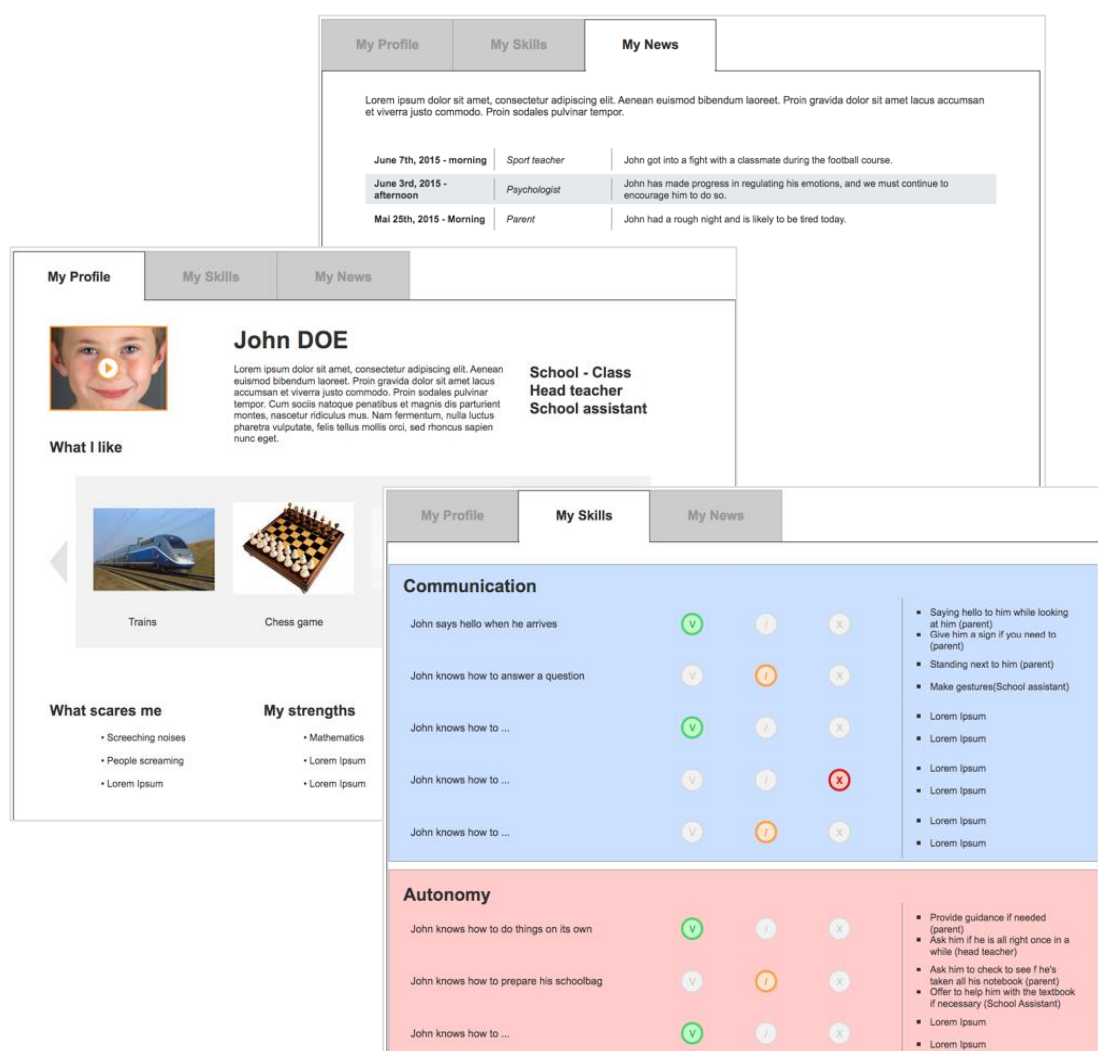 My Profile
My Skills
My News
Lorem ipsum dolor sit amet, consectetur adipiscing elit. Aenean euismod bibendum laoreet. Proin gravida dolor sit amet lacus accumsan
et viverra justo commodo. Proin sodales pulvinar tempor.
June 7th, 2015 - morning
Sport teacher
John got into a fight with a classmate during the football course.
June 3rd, 2015 -
afternoon
Psychologist
John has made progress in regulating his emotions, and we must continue to
encourage him to do so.
Mai 25th, 2015 - Morning
Parent
John had a rough night and is likely to be tired today.
My Profile
My Skills
My News
John DOE
Lorem ipsum dolor sit amet, consectetur adipiscing elit. Aenean
euismod bibendum laoreet. Proin gravida dolor sit amet lacus
accumsan et viverra justo commodo. Proin sodales pulvinar
tempor. Cum sociis natoque penatibus et magnis dis parturient
montes, nascetur ridiculus mus. Nam fermentum, nulla luctus
pharetra vulputate, felis tellus mollis orci, sed rhoncus sapien
nunc eget.
School - Class
Head teacher
School assistant
What I like
Trains
Chess game
What scares me
• Screeching noises
• People screaming
• Lorem Ipsum
My strengths
• Mathematics
• Lorem Ipsum
• Lorem Ipsum
My Profile
My Skills
My News
Communication
John says hello when he arrives
V
/
X
▪ Saying hello to him while looking
at him (parent)
▪ Give him a sign if you need to
(parent)
John knows how to answer a question
V
/
X
▪ Standing next to him (parent)
▪ Make gestures(School assistant)
John knows how to ...
V
/
X
▪ Lorem Ipsum
▪ Lorem Ipsum
John knows how to ...
V
/
X
▪ Lorem Ipsum
▪ Lorem Ipsum
John knows how to ...
V
/
X
▪ Lorem Ipsum
▪ Lorem Ipsum
Autonomy
John knows how to do things on its own
V
/
X
▪ Provide guidance if needed
(parent)
▪ Ask him if he is all right once in a
while (head teacher)
John knows how to prepare his schoolbag
V
/
X
▪ Ask him to check to see f he's
taken all his notebook (parent)
▪ Offer to help him with the textbook
if necessary (School Assistant)
John knows how to ...
V
/
X
▪ Lorem Ipsum
▪ Lorem Ipsum